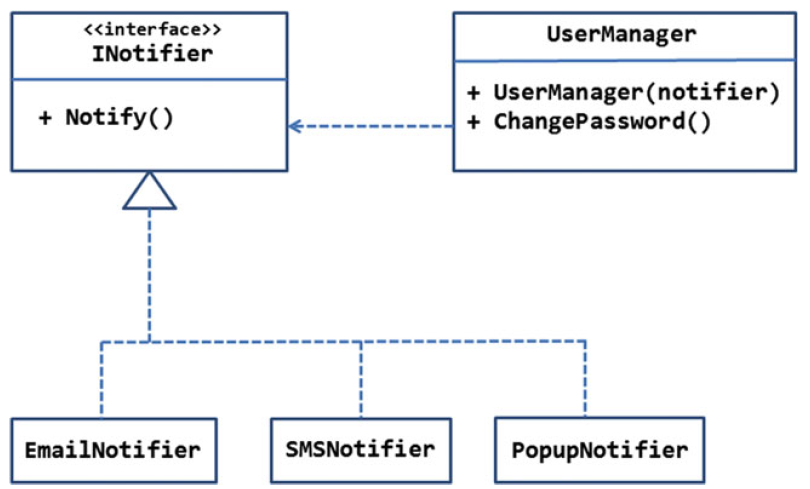 <<interface>>
INotifier
+ Notify()
UserManager
+ UserManager(notifier)
+ ChangePassword()
EmailNotifier
SMSNotifier
PopupNotifier